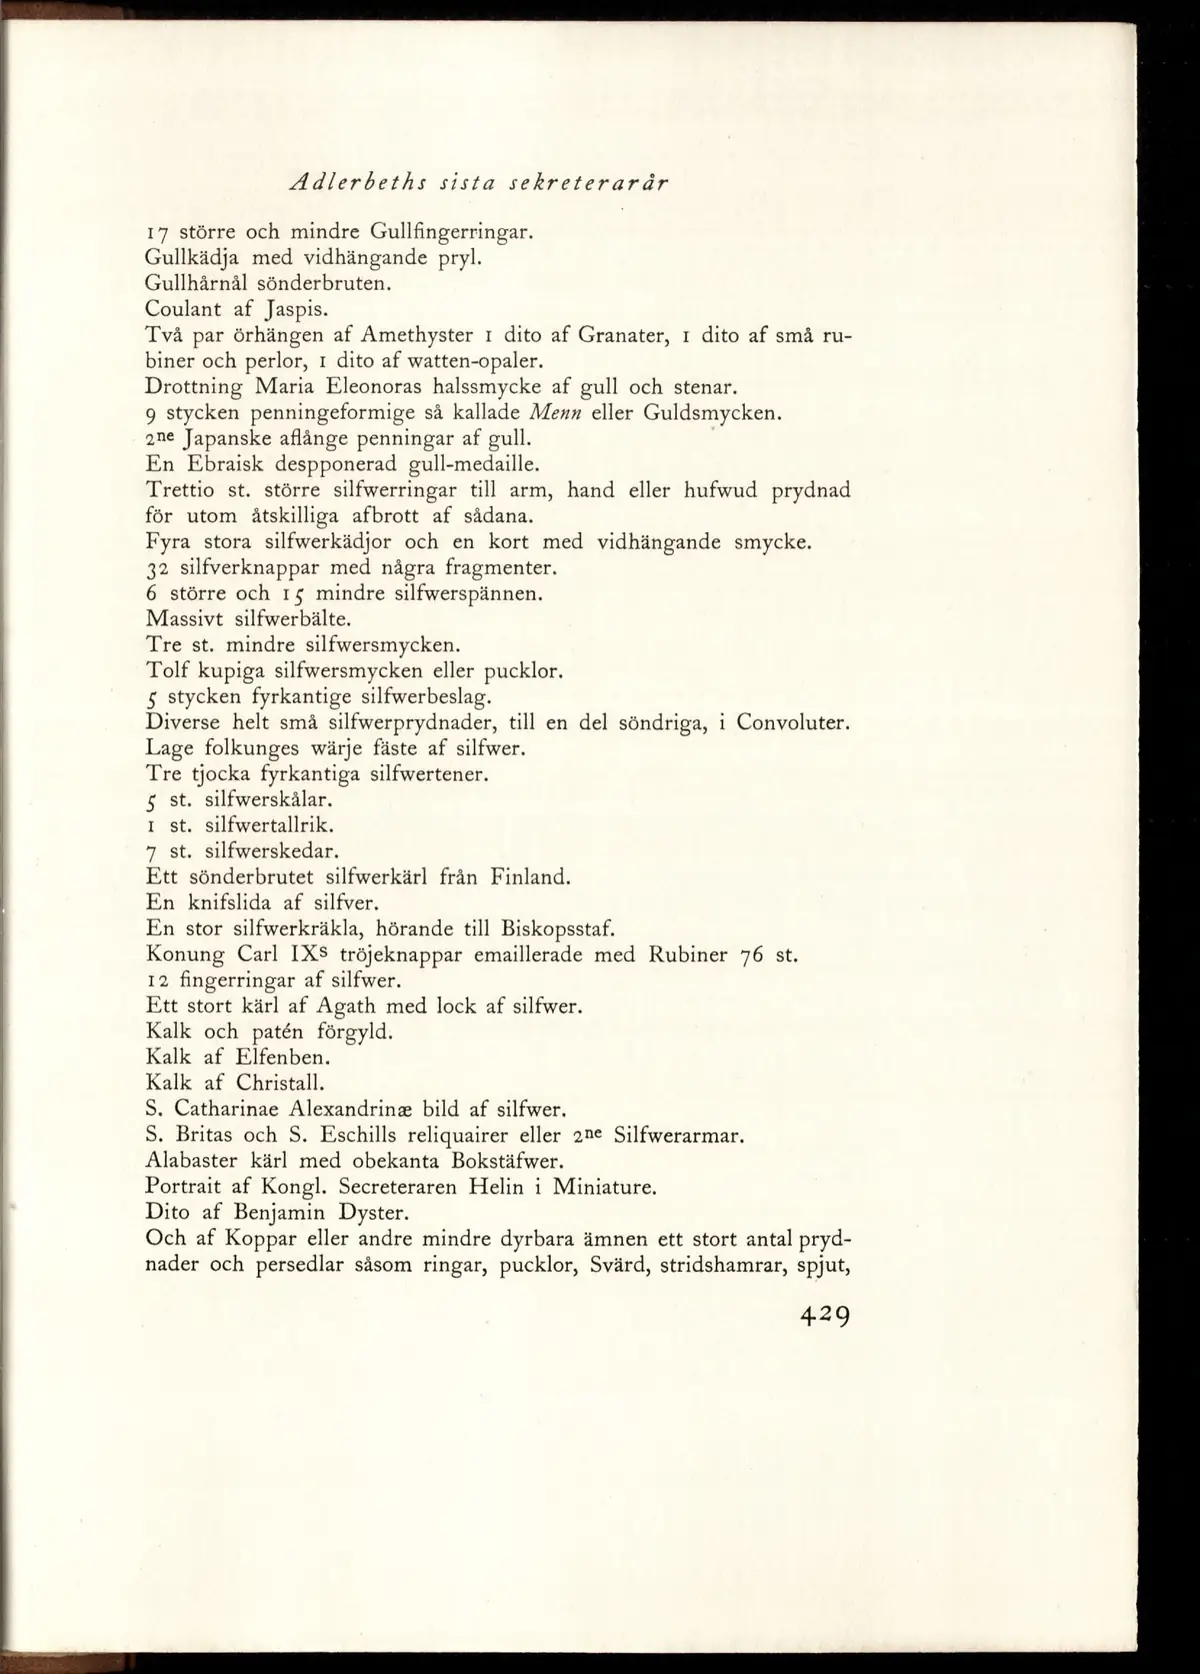 Adlerbeths sista sekreterarår
17 större och mindre Gullfingerringar.
Gullkädja med vidhängande pryl.
Gullhårnål sönderbruten.
Coulant af Jaspis.
Två par örhängen af Amethyster 1 dito af Granater, 1 dito af små ru-
biner och perlor, 1 dito af watten-opaler.
Drottning Maria Eleonoras halssmycke af gull och stenar.
9 stycken penningeformige så kallade Menn eller Guldsmycken.
2ne Japanske aflånge penningar af gull.
En Ebraisk despponerad gull-medaille.
Trettio st. större silfwerringar till arm, hand eller hufwud prydnad
för utom åtskilliga afbrott af sådana.
Fyra stora silfwerkädjor och en kort med vidhängande smycke.
32 silfverknappar med några fragmenter.
6 större och 15 mindre silfwerspännen.
Massivt silfwerbälte.
Tre st. mindre silfwersmycken.
Tolf kupiga silfwersmycken eller pucklor.
5 stycken fyrkantige silfwerbeslag.
Diverse helt små silfwerprydnader, till en del söndriga, i Convoluter.
Lage folkunges wärje fäste af silfwer.
Tre tjocka fyrkantiga silfwertener.
5 st. silfwerskålar.
1 st. silfwertallrik.
7 st. silfwerskedar.
Ett sönderbrutet silfwerkärl från Finland.
En knifslida af silfver.
En stor silfwerkräkla, hörande till Biskopsstaf.
Konung Carl IXs tröjeknappar emaillerade med Rubiner 76 st.
12 fingerringar af silfwer.
Ett stort kärl af Agath med lock af silfwer.
Kalk och patén förgyld.
Kalk af Elfenben.
Kalk af Christall.
S. Catharinae Alexandrinæ bild af silfwer.
S. Britas och S. Eschills reliquairer eller 2ne Silfwerarmar.
Alabaster kärl med obekanta Bokstäfwer.
Portrait af Kongl. Secreteraren Helin i Miniature.
Dito af Benjamin Dyster.
Och af Koppar eller andre mindre dyrbara ämnen ett stort antal pryd-
nader och persedlar såsom ringar, pucklor, Svärd, stridshamrar, spjut,
429